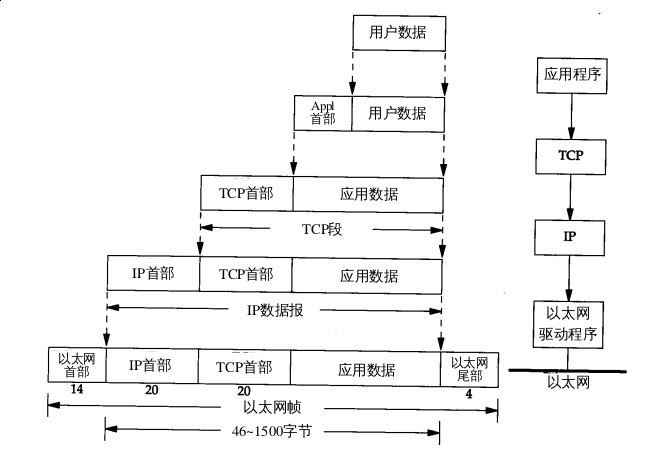 用户数据
应用程序
Appl
首部
用户数据
TCP
TCP首部
应用数据
TCP段
IP
IP首部
TCP首部
应用数据
IP数据报
以太网
驱动程序
以太网
首部
IP首部
TCP首部
应用数据
以太网
尾部
以太网
14
20
20
4
以太网帧
46~1500字节